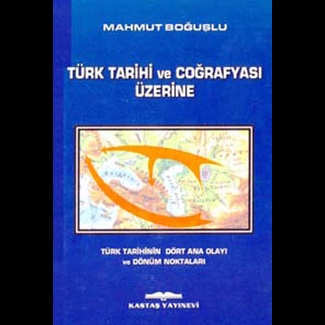 MAHMUT BOĞUŞLU
TÜRK TARİHİ ve COĞRAFYASI
ÜZERİNE
TÜRK TARİHİNİN DÖRT ANA OLAYI
ve DÖNÜM NOKTALARI
KASTAŞ YAYINEVİ